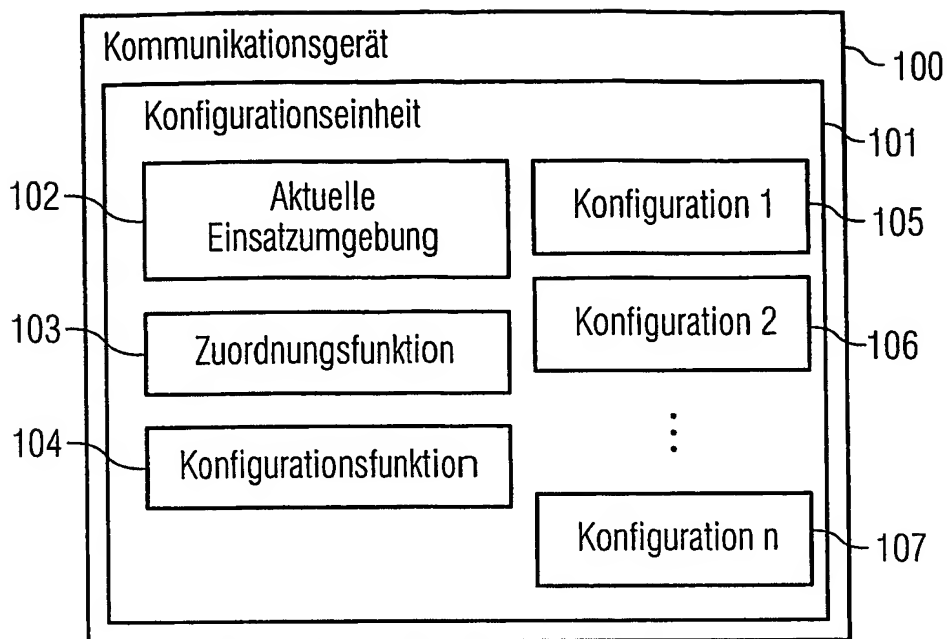 Kommunikationsgerät
100
Konfigurationseinheit
101
102
Aktuelle
Einsatzumgebung
Konfiguration 1
105
103
Zuordnungsfunktion
Konfiguration 2
106
104
Konfigurationsfunktion
Konfiguration n
107